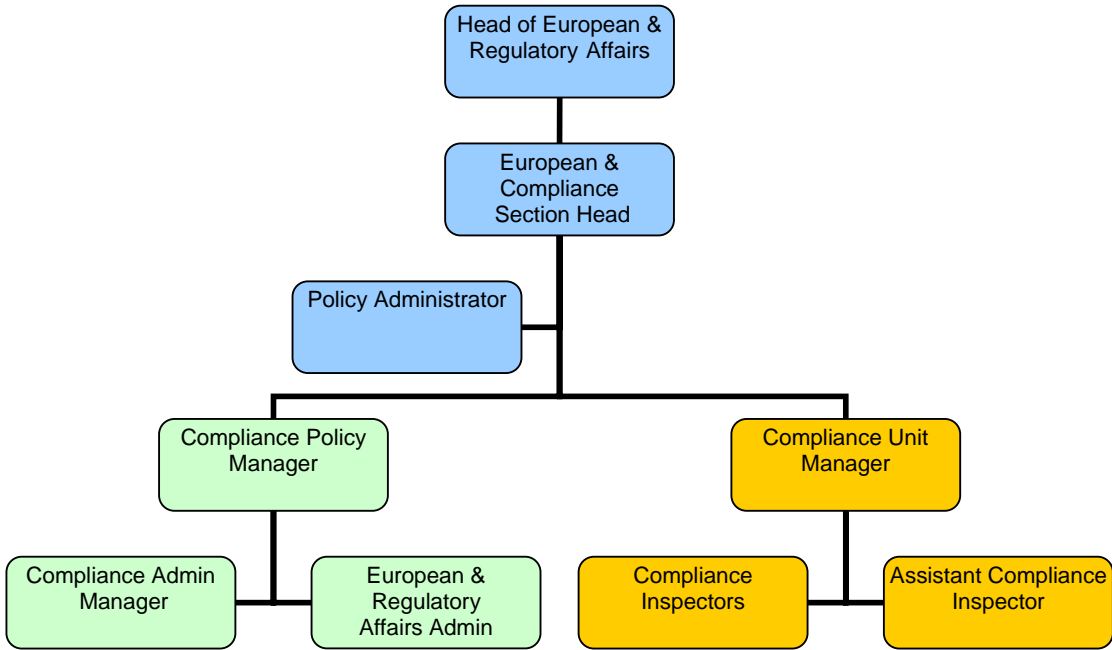 Head of European &
Regulatory Affairs
European &
Compliance
Section Head
Policy Administrator
Compliance Policy
Manager
Compliance Unit
Manager
Compliance Admin
Manager
European &
Regulatory
Affairs Admin
Compliance
Inspectors
Assistant Compliance
Inspector